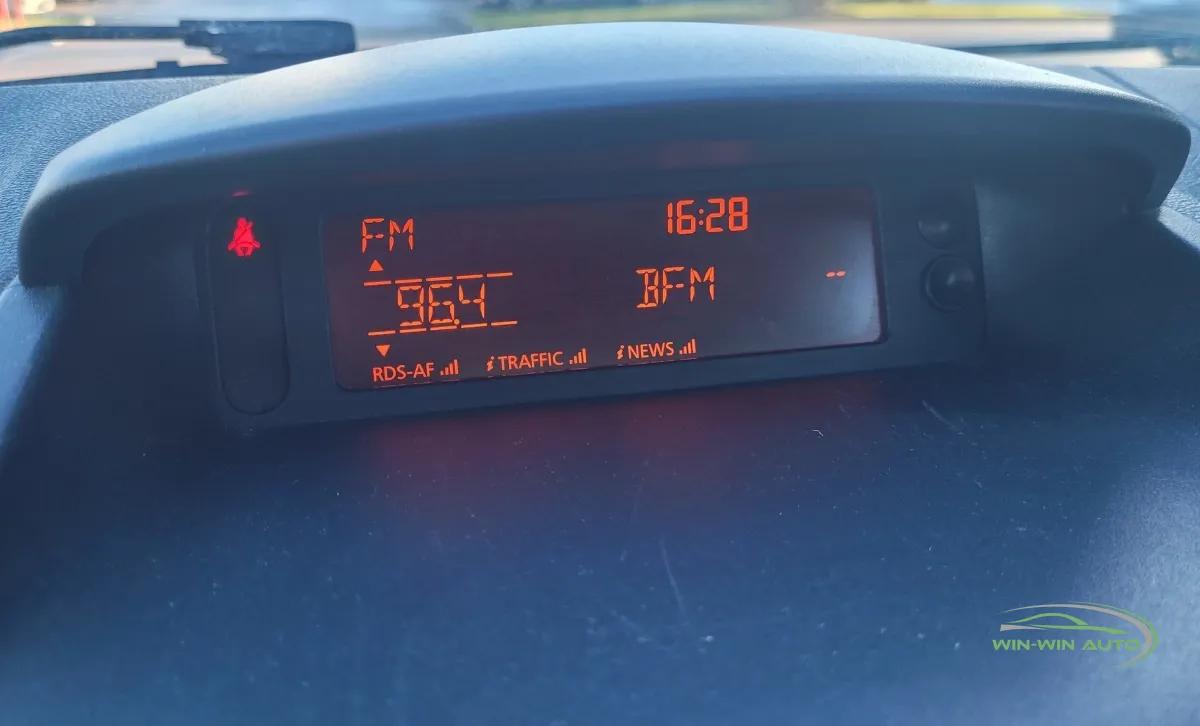 FM
16:28
96.4
BFM
--
RDS-AF
i TRAFFIC
i NEWS
WIN-WIN AUTO